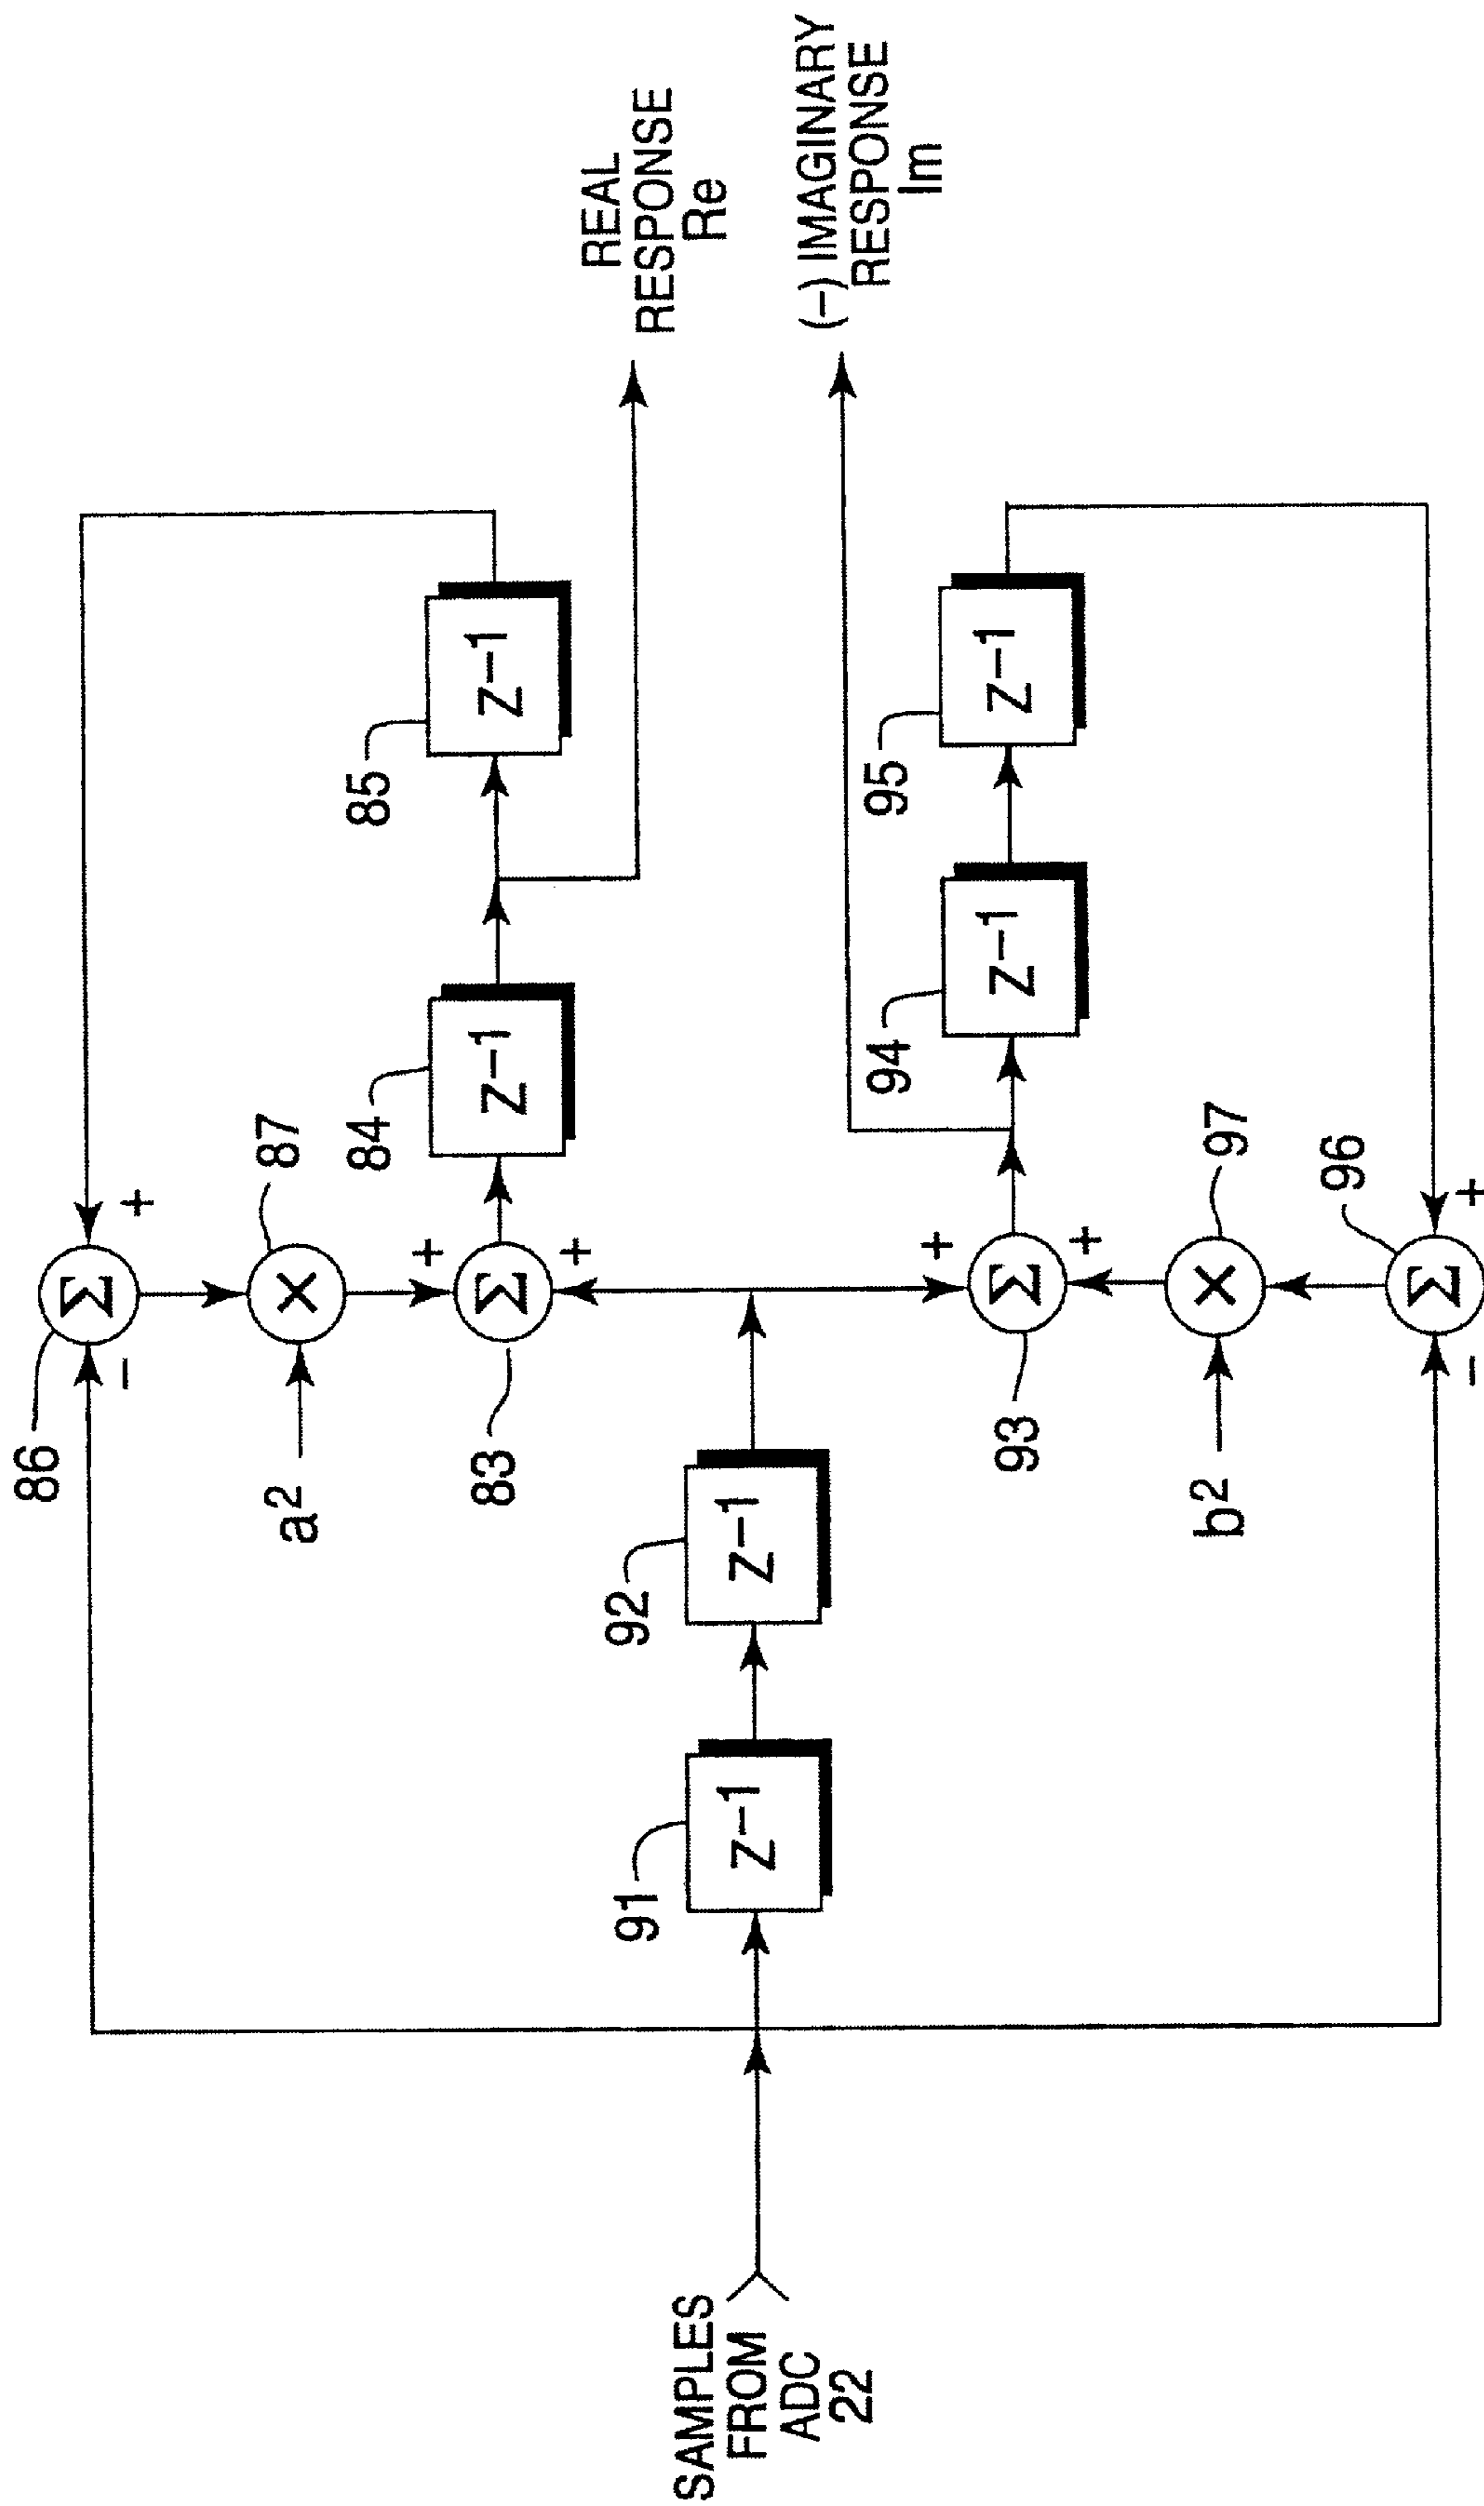 86
Σ
+
−
87
×
a²
+
83
Σ
+
84
Z⁻¹
85
Z⁻¹
REAL
RESPONSE
Re
SAMPLES
FROM
ADC
22
91
Z⁻¹
92
Z⁻¹
(−) IMAGINARY
RESPONSE
Im
93
Σ
+
+
94
Z⁻¹
95
Z⁻¹
97
×
b²
96
Σ
+
−